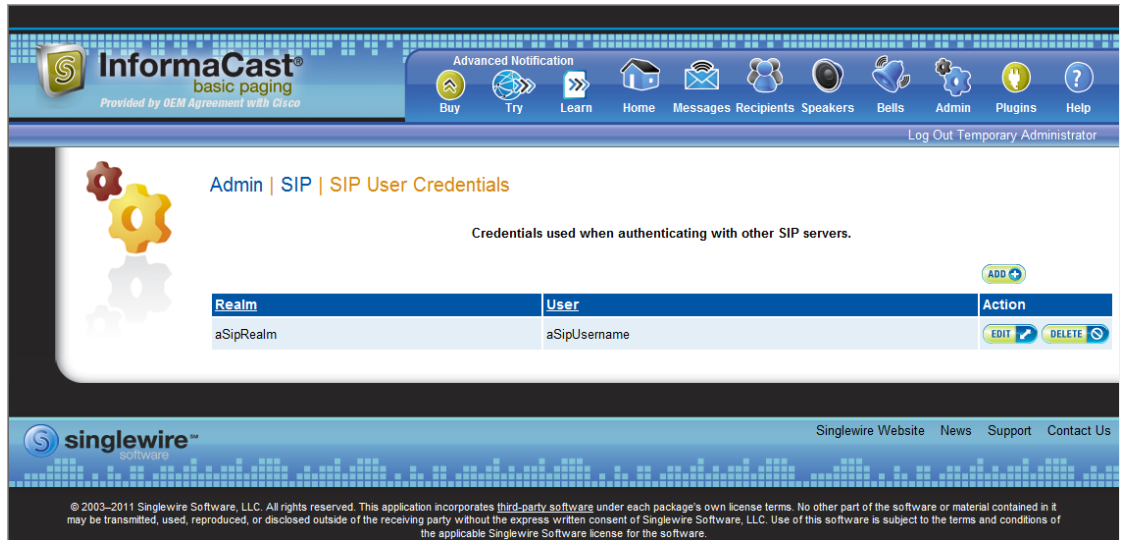 InformaCast®
basic paging
Provided by OEM Agreement with Cisco
Advanced Notification
Buy Try Learn Home Messages Recipients Speakers Bells Admin Plugins Help
Log Out Temporary Administrator
Admin | SIP | SIP User Credentials
Credentials used when authenticating with other SIP servers.
ADD
Realm User Action
aSipRealm aSipUsername EDIT DELETE
singlewire℠
software
Singlewire Website News Support Contact Us
© 2003–2011 Singlewire Software, LLC. All rights reserved. This application incorporates third-party software under each package's own license terms. No other part of the software or material contained in it
may be transmitted, used, reproduced, or disclosed outside of the receiving party without the express written consent of Singlewire Software, LLC. Use of this software is subject to the terms and conditions of
the applicable Singlewire Software license for the software.